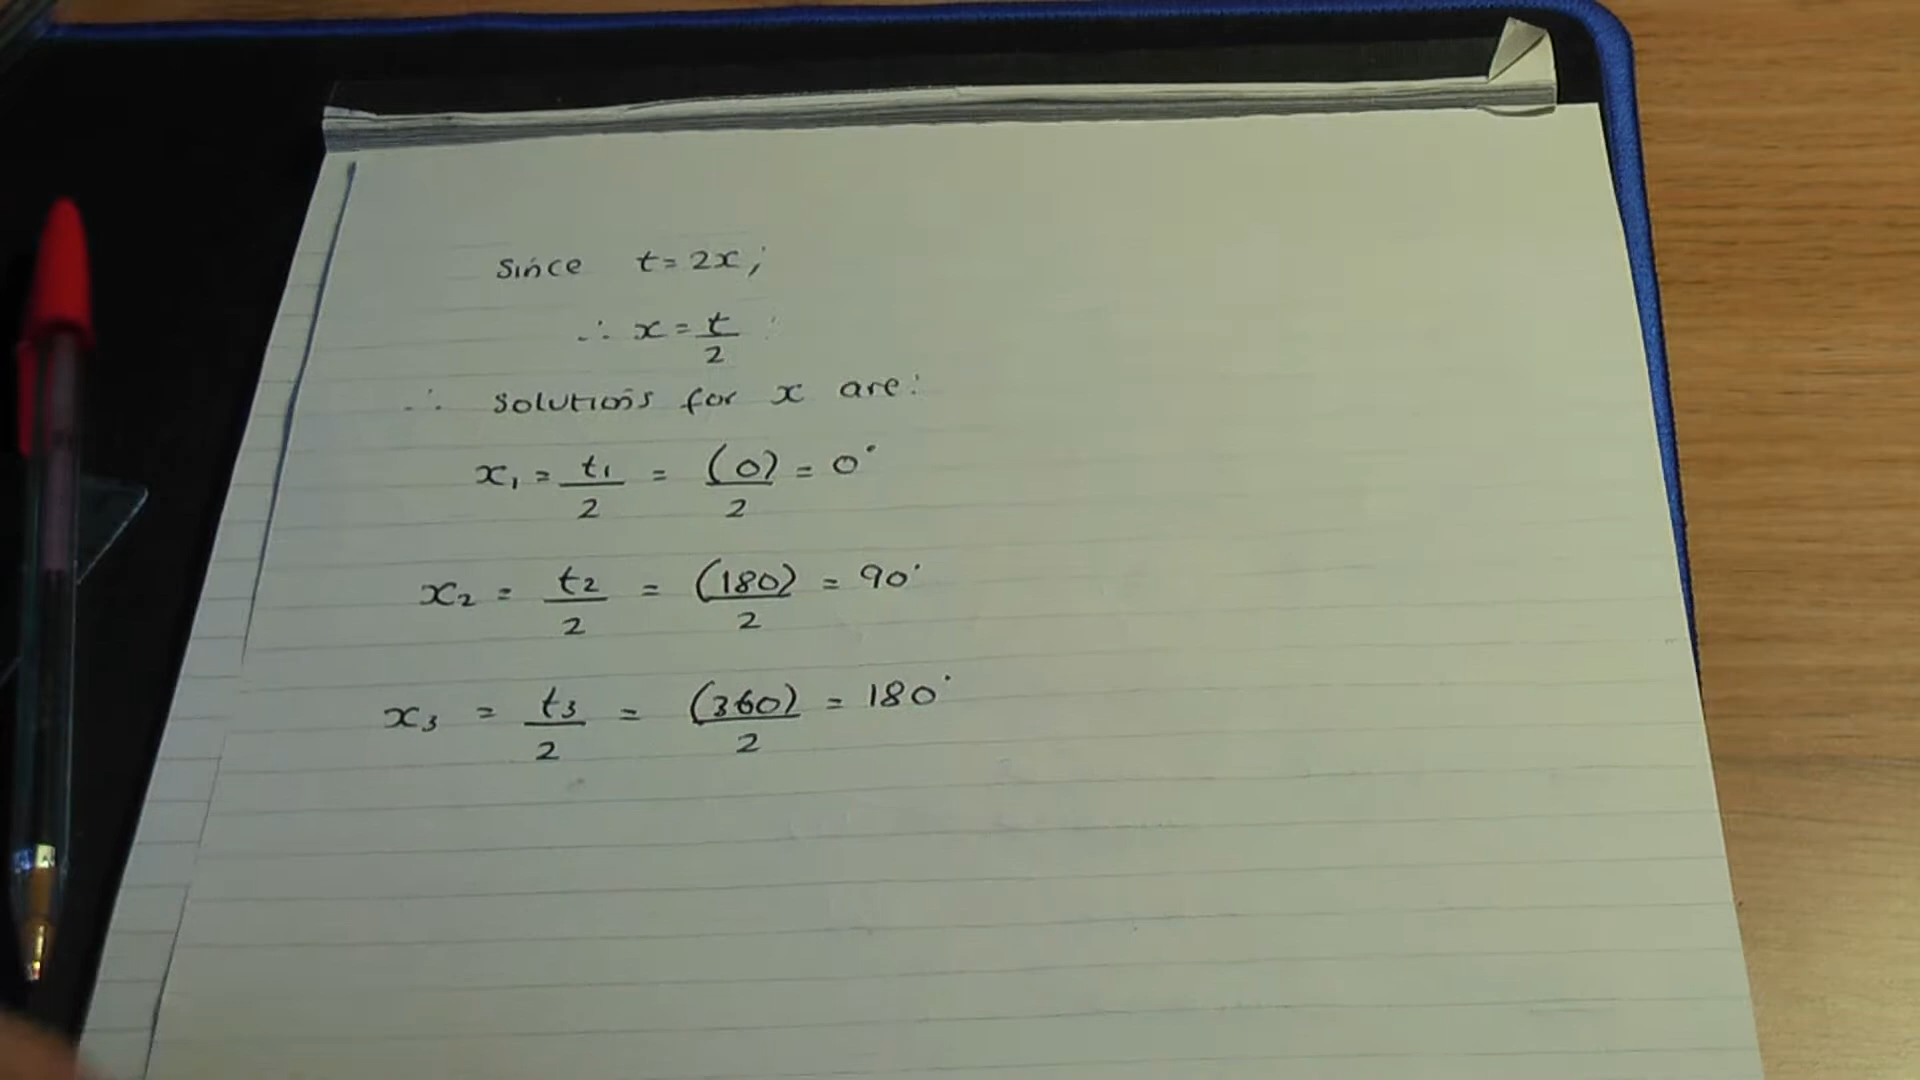 Since t = 2x;
∴ x = t/2
∴ Solutions for x are:
x₁ = t₁/2 = (0)/2 = 0°
x₂ = t₂/2 = (180)/2 = 90°
x₃ = t₃/2 = (360)/2 = 180°